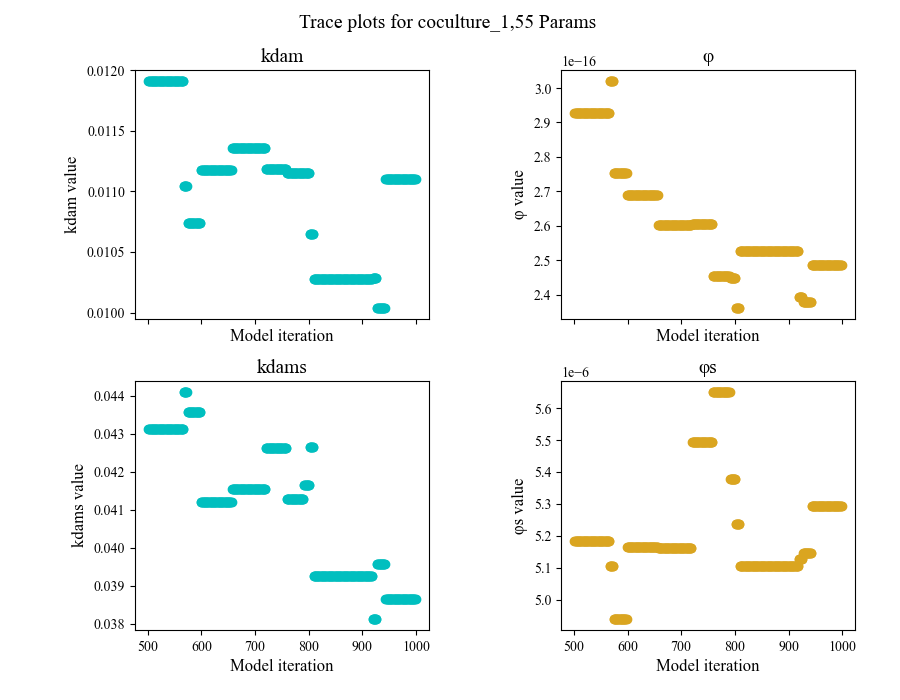 Trace plots for coculture_1,55 Params
kdam
0.0120
0.0115
0.0110
0.0105
0.0100
kdam value
Model iteration
φ
1e−16
3.0
2.9
2.8
2.7
2.6
2.5
2.4
φ value
Model iteration
kdams
0.044
0.043
0.042
0.041
0.040
0.039
0.038
kdams value
500 600 700 800 900 1000
Model iteration
φs
1e−6
5.6
5.5
5.4
5.3
5.2
5.1
5.0
φs value
500 600 700 800 900 1000
Model iteration